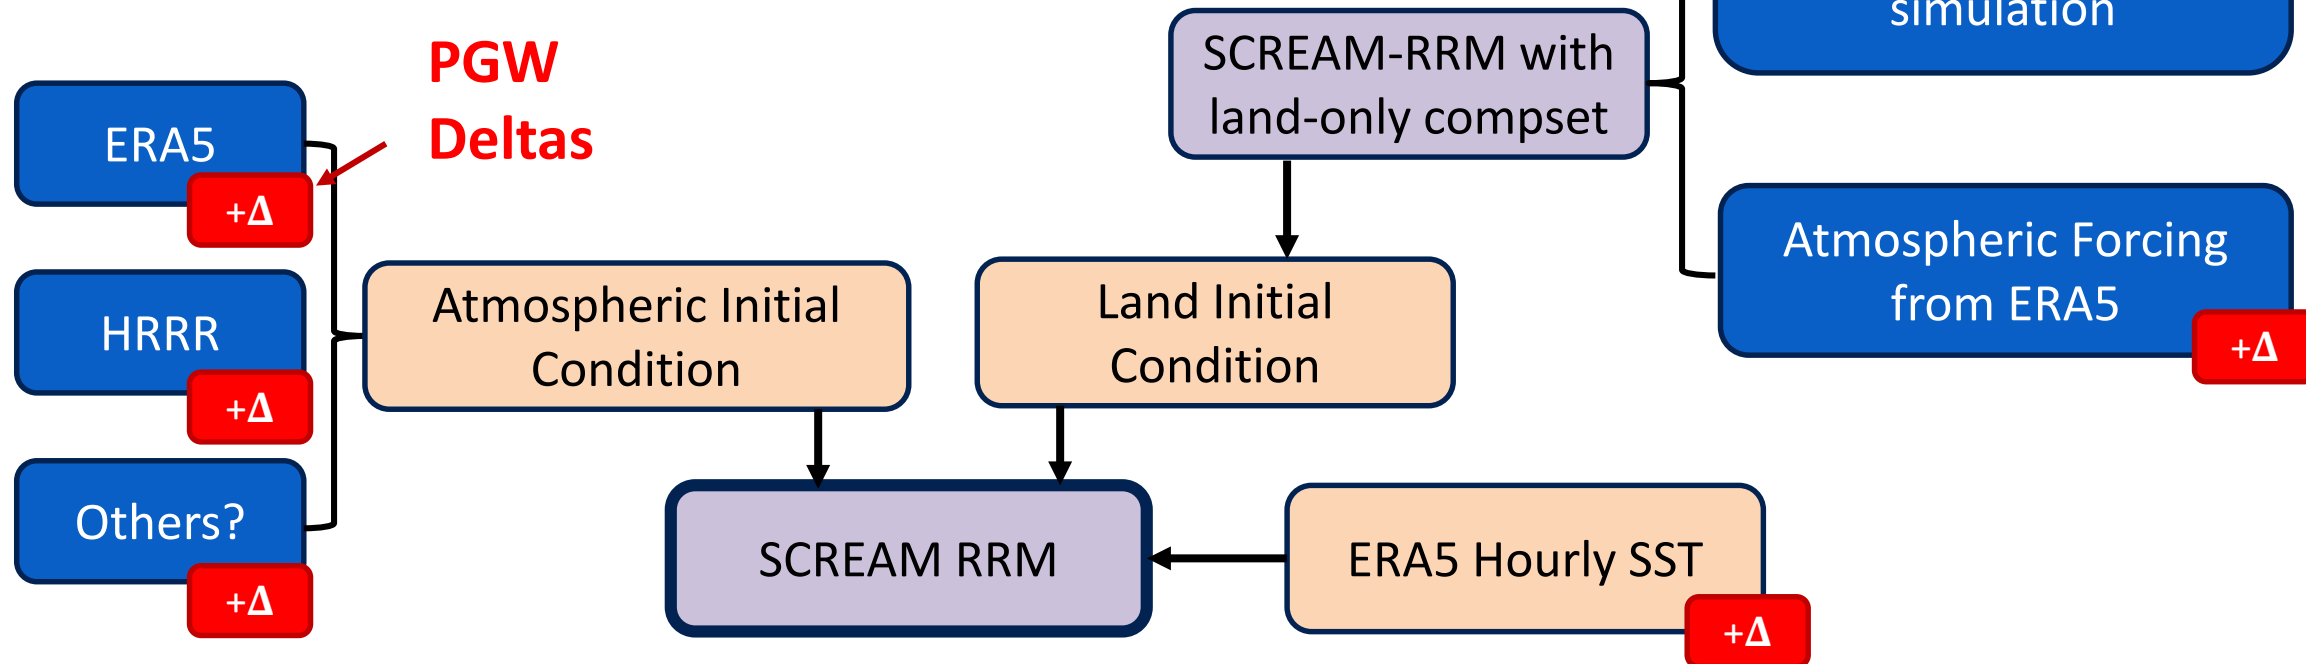 PGW
Deltas
ERA5
+Δ
HRRR
+Δ
Others?
+Δ
Atmospheric Initial
Condition
SCREAM-RRM with
land-only compset
simulation
Atmospheric Forcing
from ERA5
+Δ
Land Initial
Condition
SCREAM RRM
ERA5 Hourly SST
+Δ